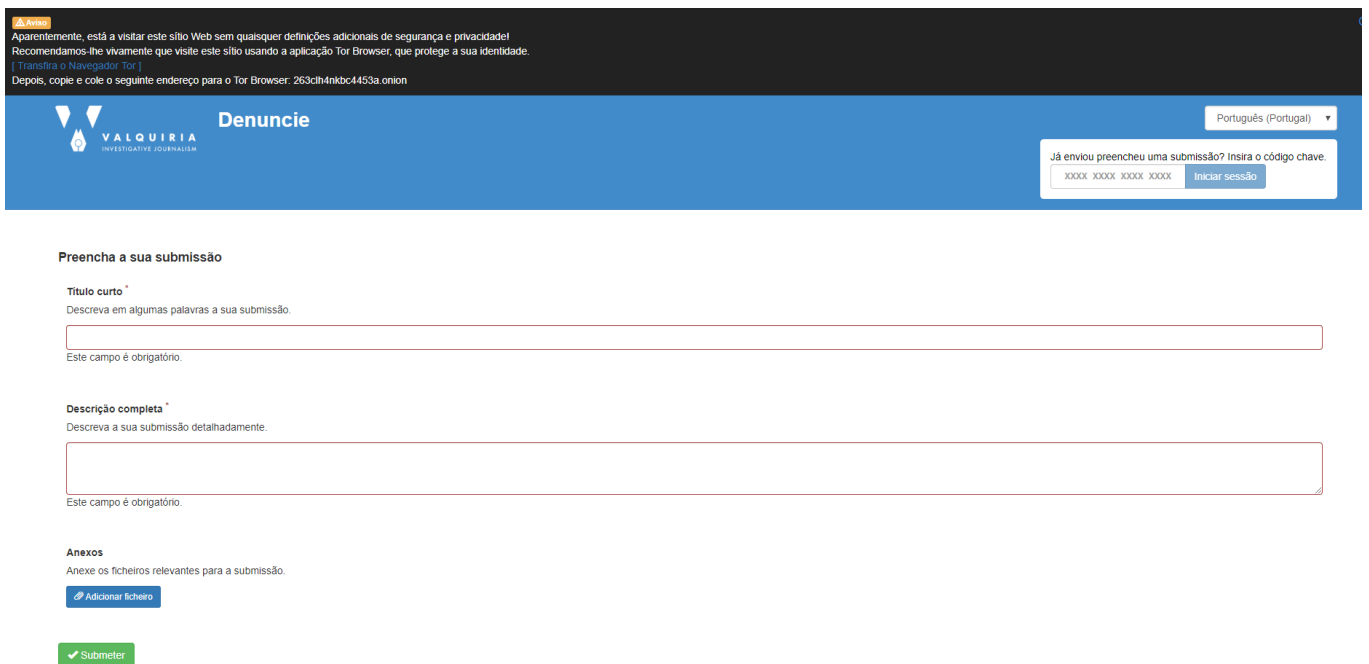 Aviso
Aparentemente, está a visitar este sítio Web sem quaisquer definições adicionais de segurança e privacidade!
Recomendamos-lhe vivamente que visite este sítio usando a aplicação Tor Browser, que protege a sua identidade.
[ Transfira o Navegador Tor ]
Depois, copie e cole o seguinte endereço para o Tor Browser: 263clh4nkbc4453a.onion
VALQUIRIA
INVESTIGATIVE JOURNALISM
Denuncie
Português (Portugal)
Já enviou preencheu uma submissão? Insira o código chave.
XXXX XXXX XXXX XXXX
Iniciar sessão
Preencha a sua submissão
Título curto *
Descreva em algumas palavras a sua submissão.
Este campo é obrigatório.
Descrição completa *
Descreva a sua submissão detalhadamente.
Este campo é obrigatório.
Anexos
Anexe os ficheiros relevantes para a submissão.
Adicionar ficheiro
Submeter